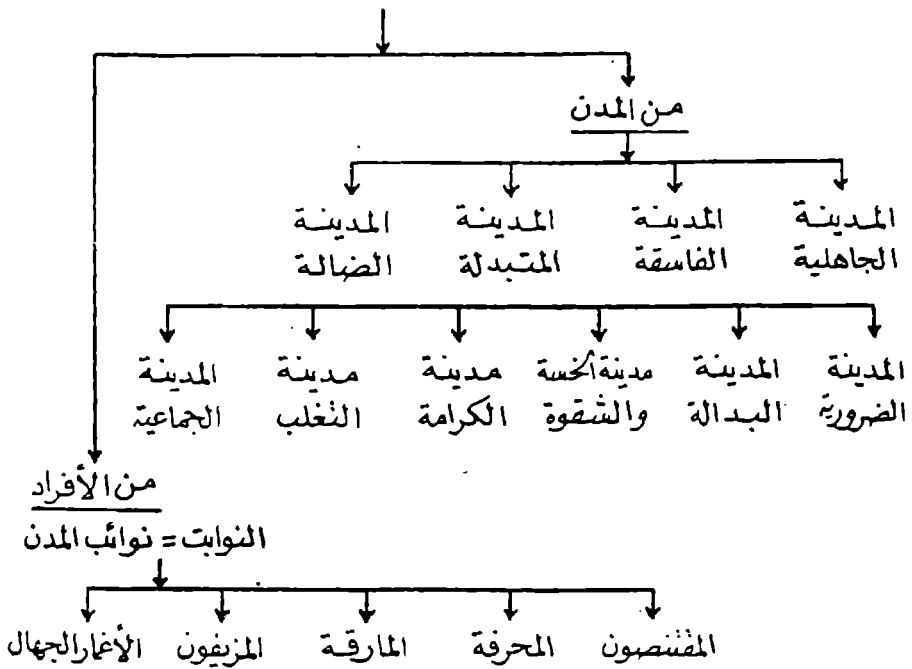 من المدن
المدينة الجاهلية
المدينة الفاسقة
المدينة المتبدلة
المدينة الضالة
المدينة الضرورية
المدينة البدالة
مدينة الخسة والشقوة
مدينة الكرامة
مدينة التغلب
المدينة الجماعية
من الأفراد
النوابت = نوائب المدن
المقتنصون
المحرفة
المارقة
المزيفون
الأغمار الجهال